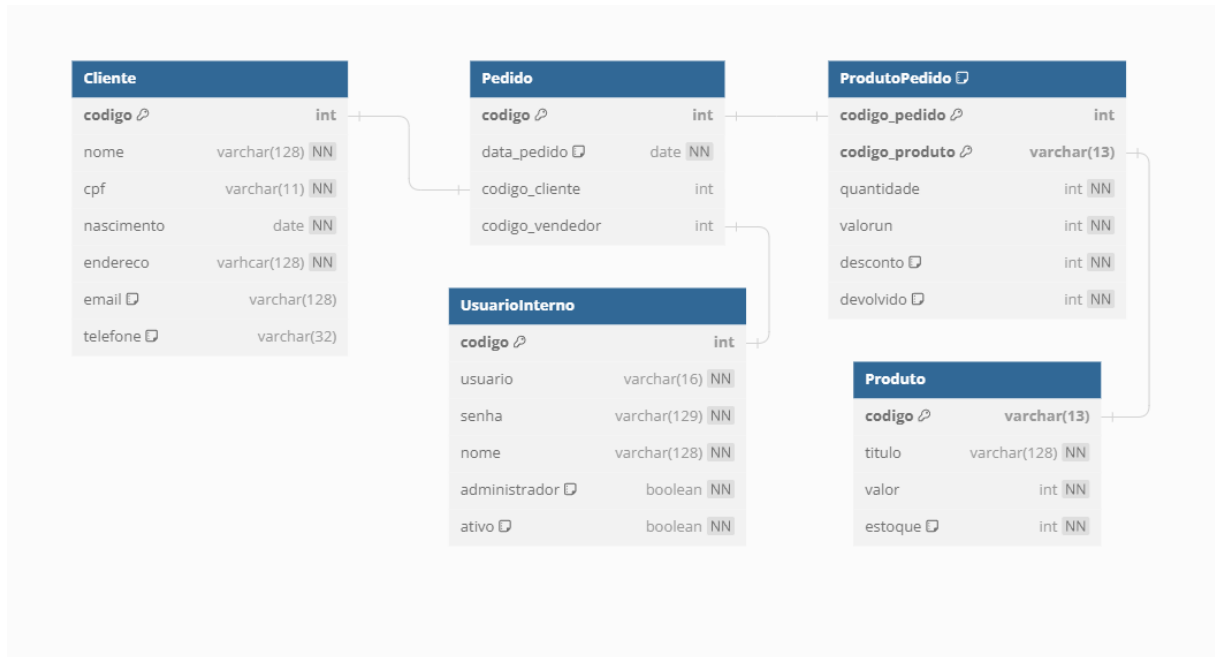 Cliente
codigo int
nome varchar(128) NN
cpf varchar(11) NN
nascimento date NN
endereco varhcar(128) NN
email varchar(128)
telefone varchar(32)
Pedido
codigo int
data_pedido date NN
codigo_cliente int
codigo_vendedor int
UsuarioInterno
codigo int
usuario varchar(16) NN
senha varchar(129) NN
nome varchar(128) NN
administrador boolean NN
ativo boolean NN
ProdutoPedido
codigo_pedido int
codigo_produto varchar(13)
quantidade int NN
valorun int NN
desconto int NN
devolvido int NN
Produto
codigo varchar(13)
titulo varchar(128) NN
valor int NN
estoque int NN